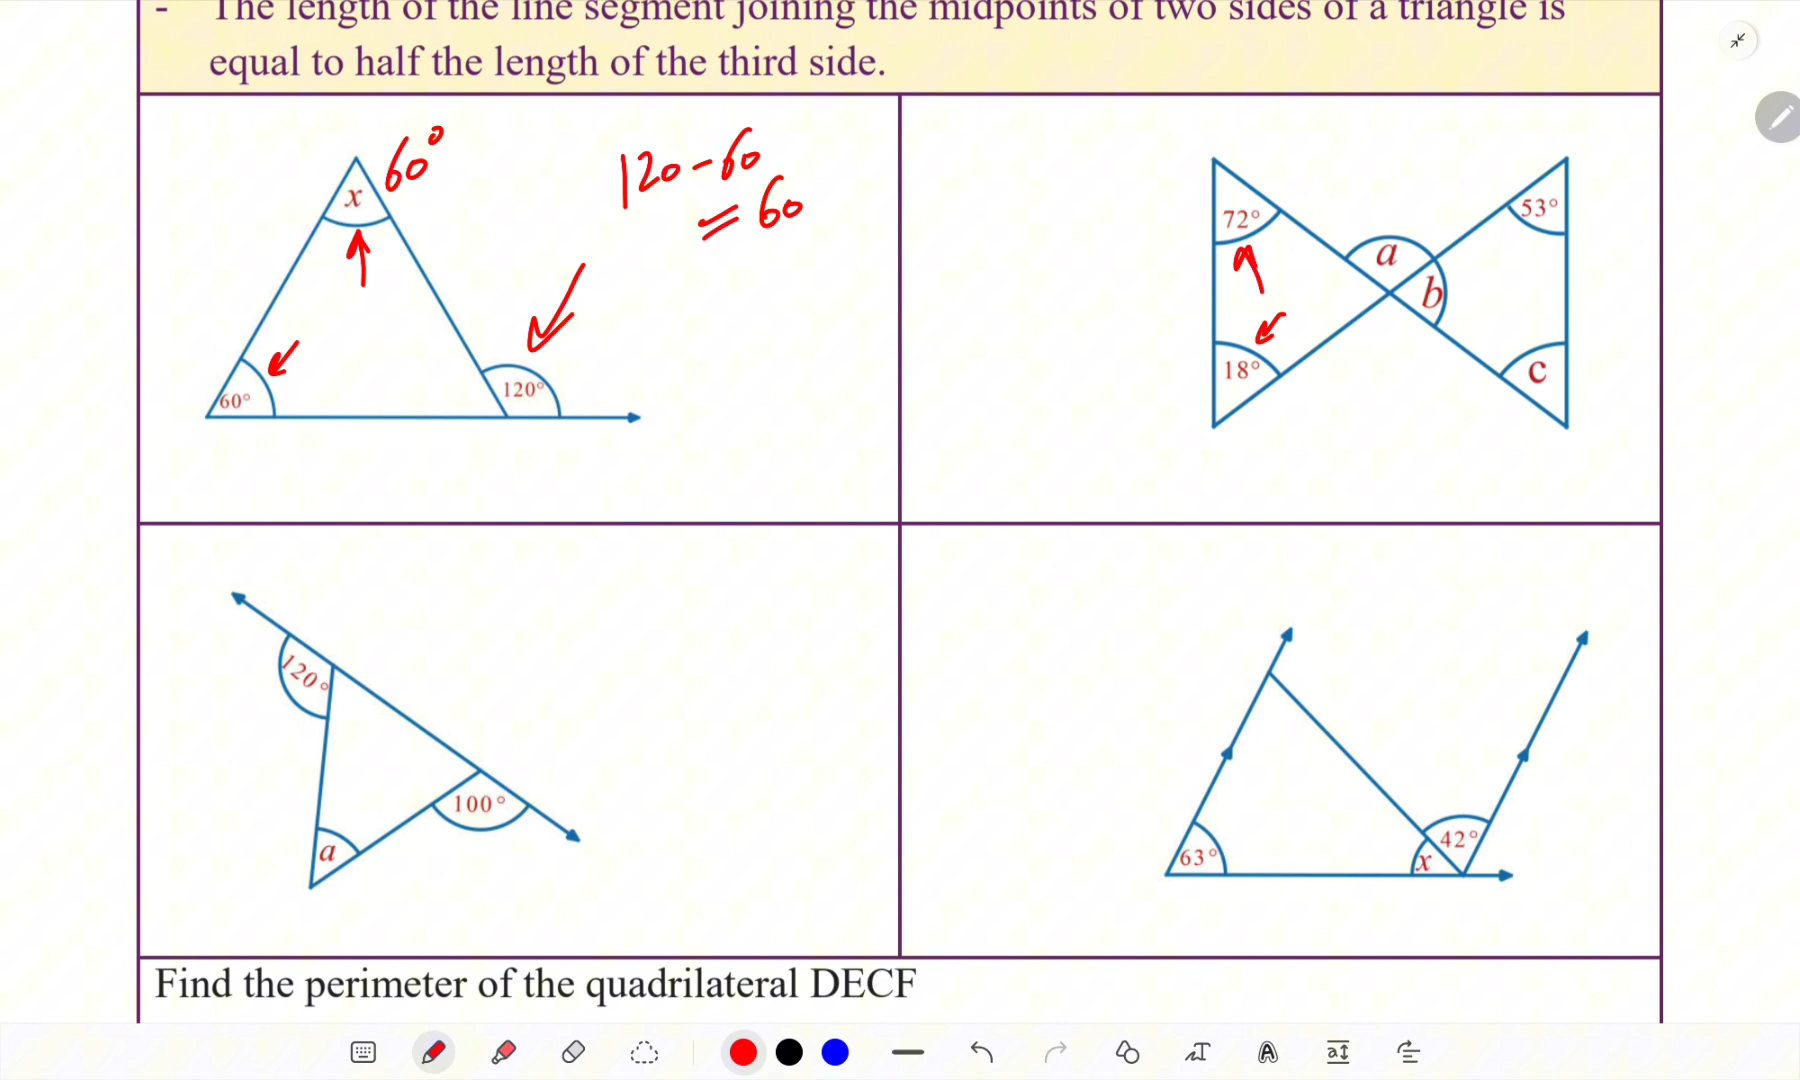 - The length of the line segment joining the midpoints of two sides of a triangle is
equal to half the length of the third side.
x 60°
120-60
= 60
60°
120°
72°
53°
a
b
18°
c
120°
100°
a
63°
42°
x
Find the perimeter of the quadrilateral DECF